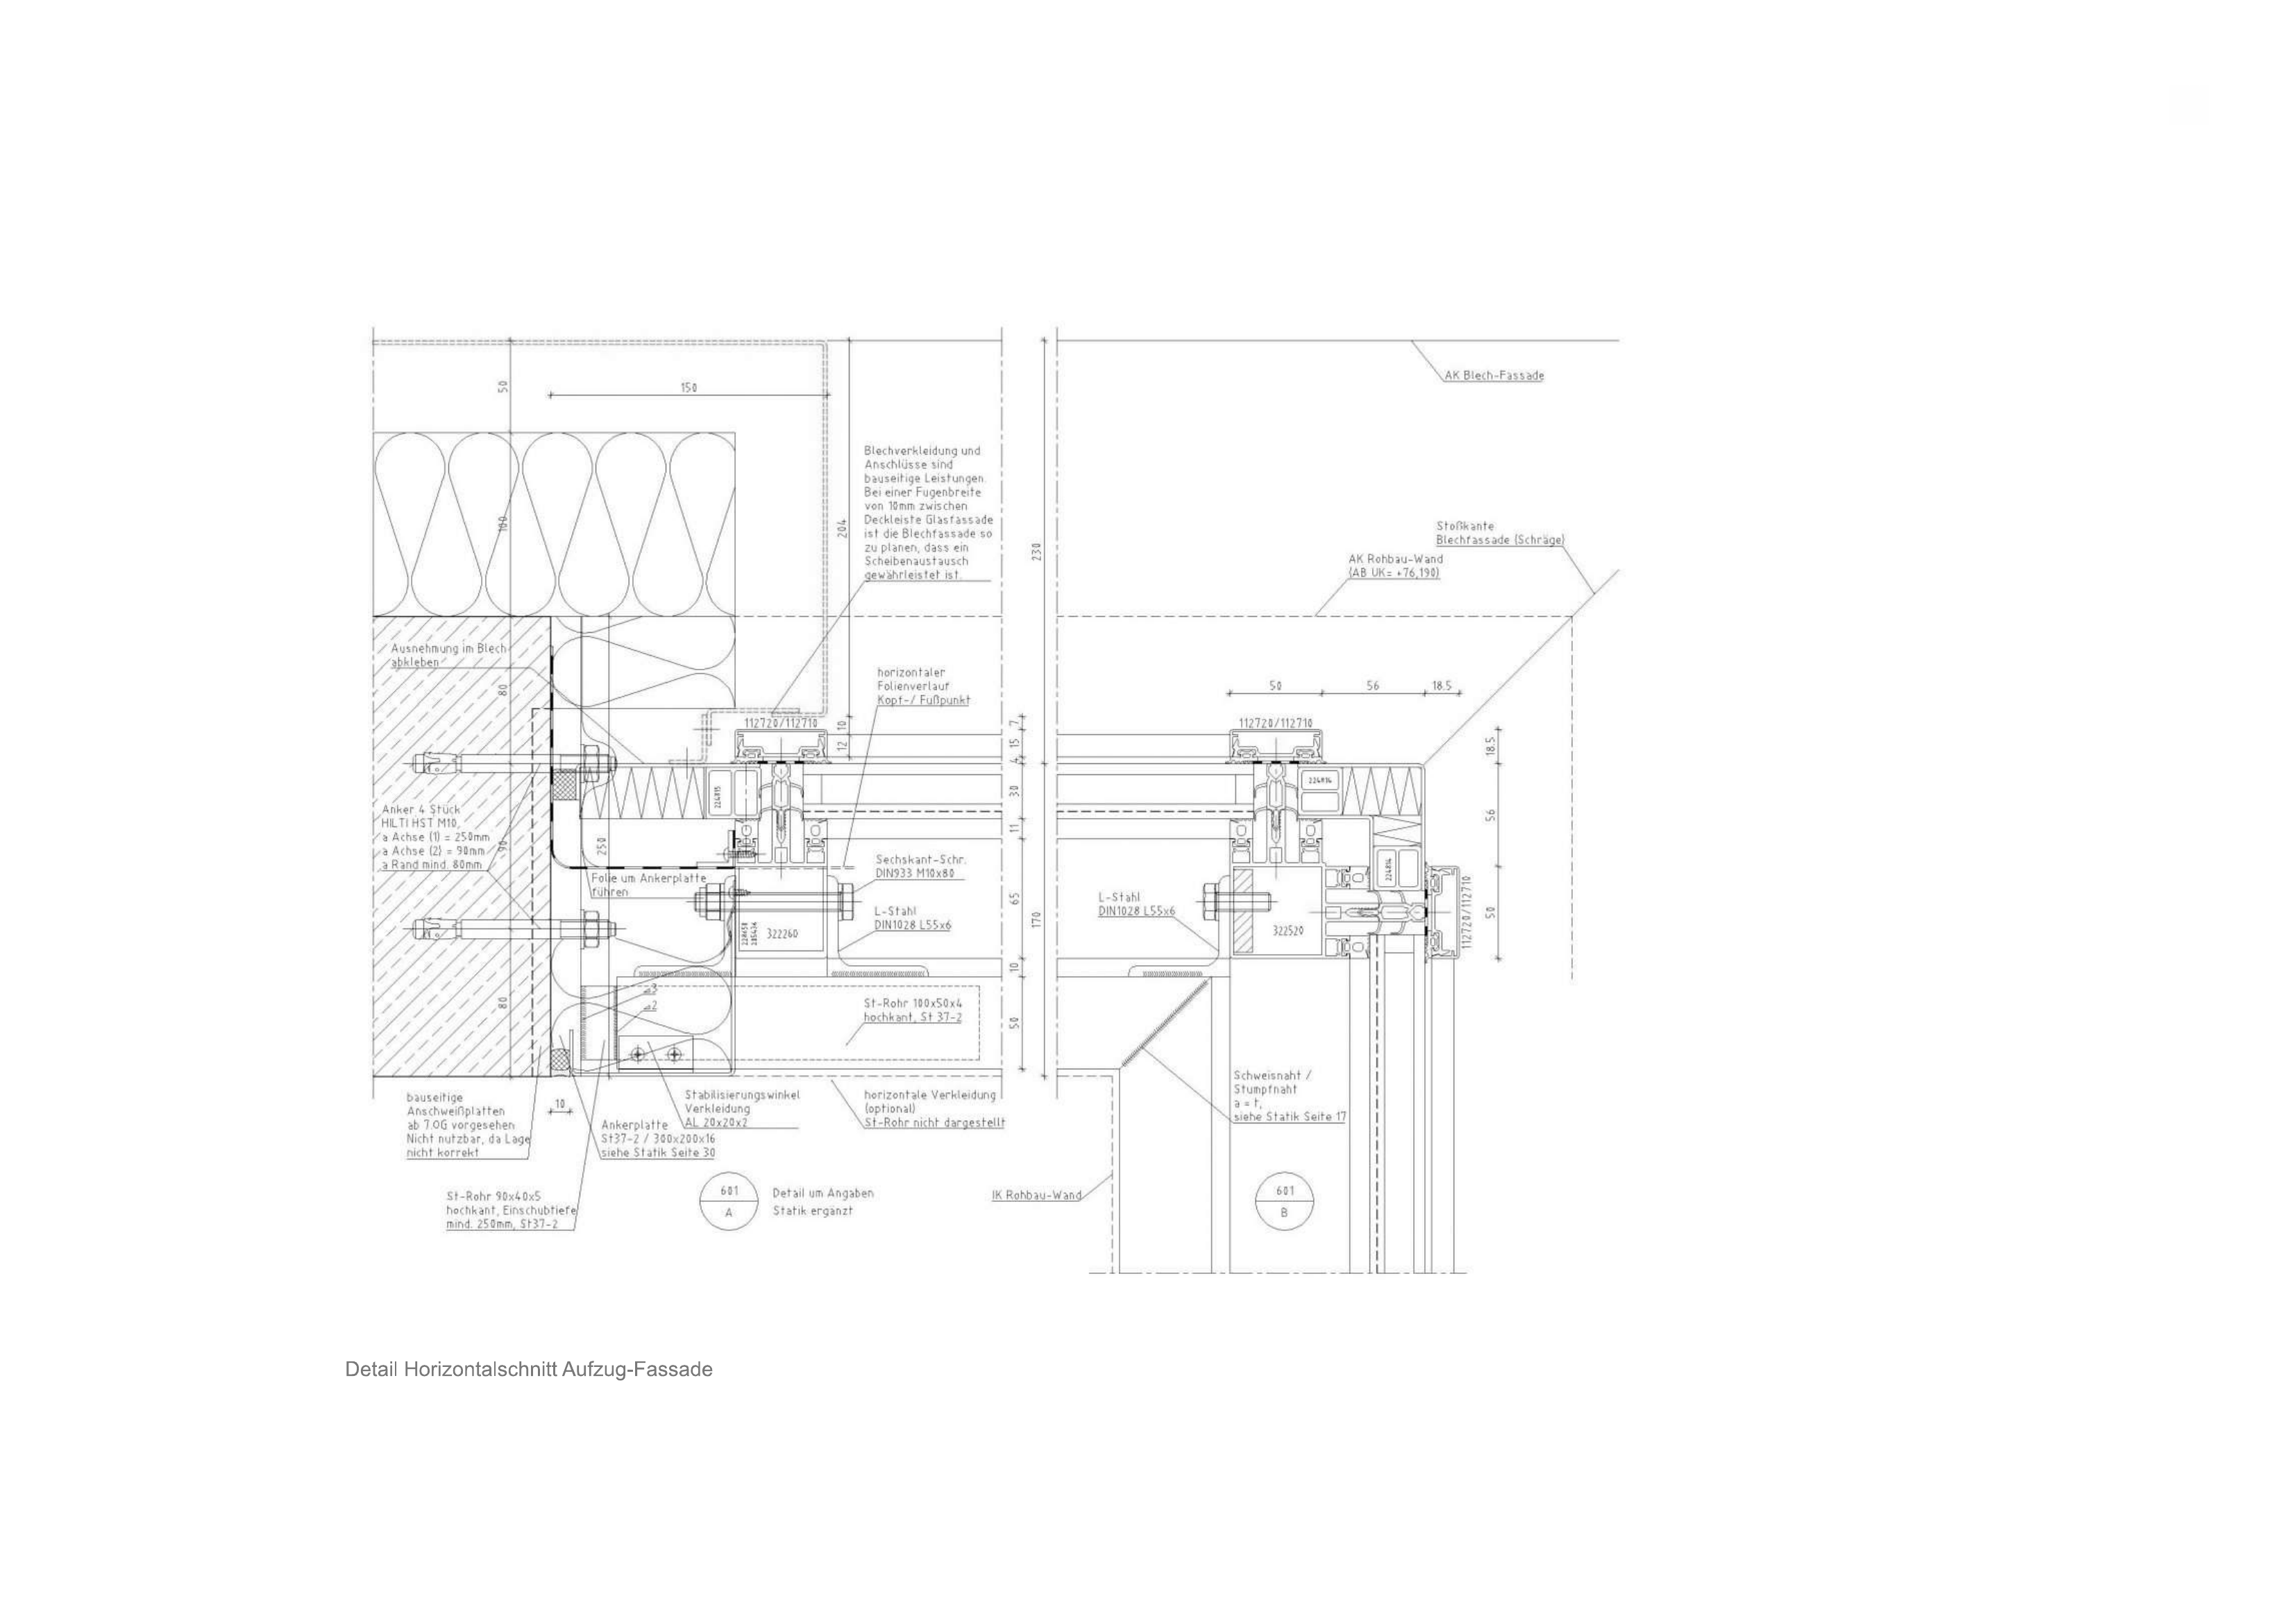 50
150
AK Blech-Fassade
Blechverkleidung und
Anschlüsse sind
bauseitige Leistungen.
Bei einer Fugenbreite
von 10mm zwischen
Deckleiste Glasfassade
ist die Blechfassade so
zu planen, dass ein
Scheibenaustausch
gewährleistet ist.
100
204
230
Stoßkante
Blechfassade (Schräge)
AK Rohbau-Wand
(AB UK= +76,190)
Ausnehmung im Blech
abkleben
80
horizontaler
Folienverlauf
Kopf-/ Fußpunkt
50
56
18.5
112720/112710
10
12
7
15
4
30
11
65
10
50
170
112720/112710
18.5
56
50
112720/112710
224815
224814
224814
Anker 4 Stück
HILTI HST M10,
a Achse (1) = 250mm
a Achse (2) = 90mm
a Rand mind. 80mm
90
250
Folie um Ankerplatte
führen
Sechskant-Schr.
DIN933 M10x80
L-Stahl
DIN1028 L55x6
L-Stahl
DIN1028 L55x6
322260
322520
80
3
2
St-Rohr 100x50x4
hochkant, St 37-2
bauseitige
Anschweißplatten
ab 7.OG vorgesehen
Nicht nutzbar, da Lage
nicht korrekt
10
Ankerplatte
St37-2 / 300x200x16
siehe Statik Seite 30
Stabilisierungswinkel
Verkleidung
AL 20x20x2
horizontale Verkleidung
(optional)
St-Rohr nicht dargestellt
Schweisnaht /
Stumpfnaht
a = t,
siehe Statik Seite 17
St-Rohr 90x40x5
hochkant, Einschubtiefe
mind. 250mm, St37-2
601
A
Detail um Angaben
Statik ergänzt
IK Rohbau-Wand
601
B
Detail Horizontalschnitt Aufzug-Fassade